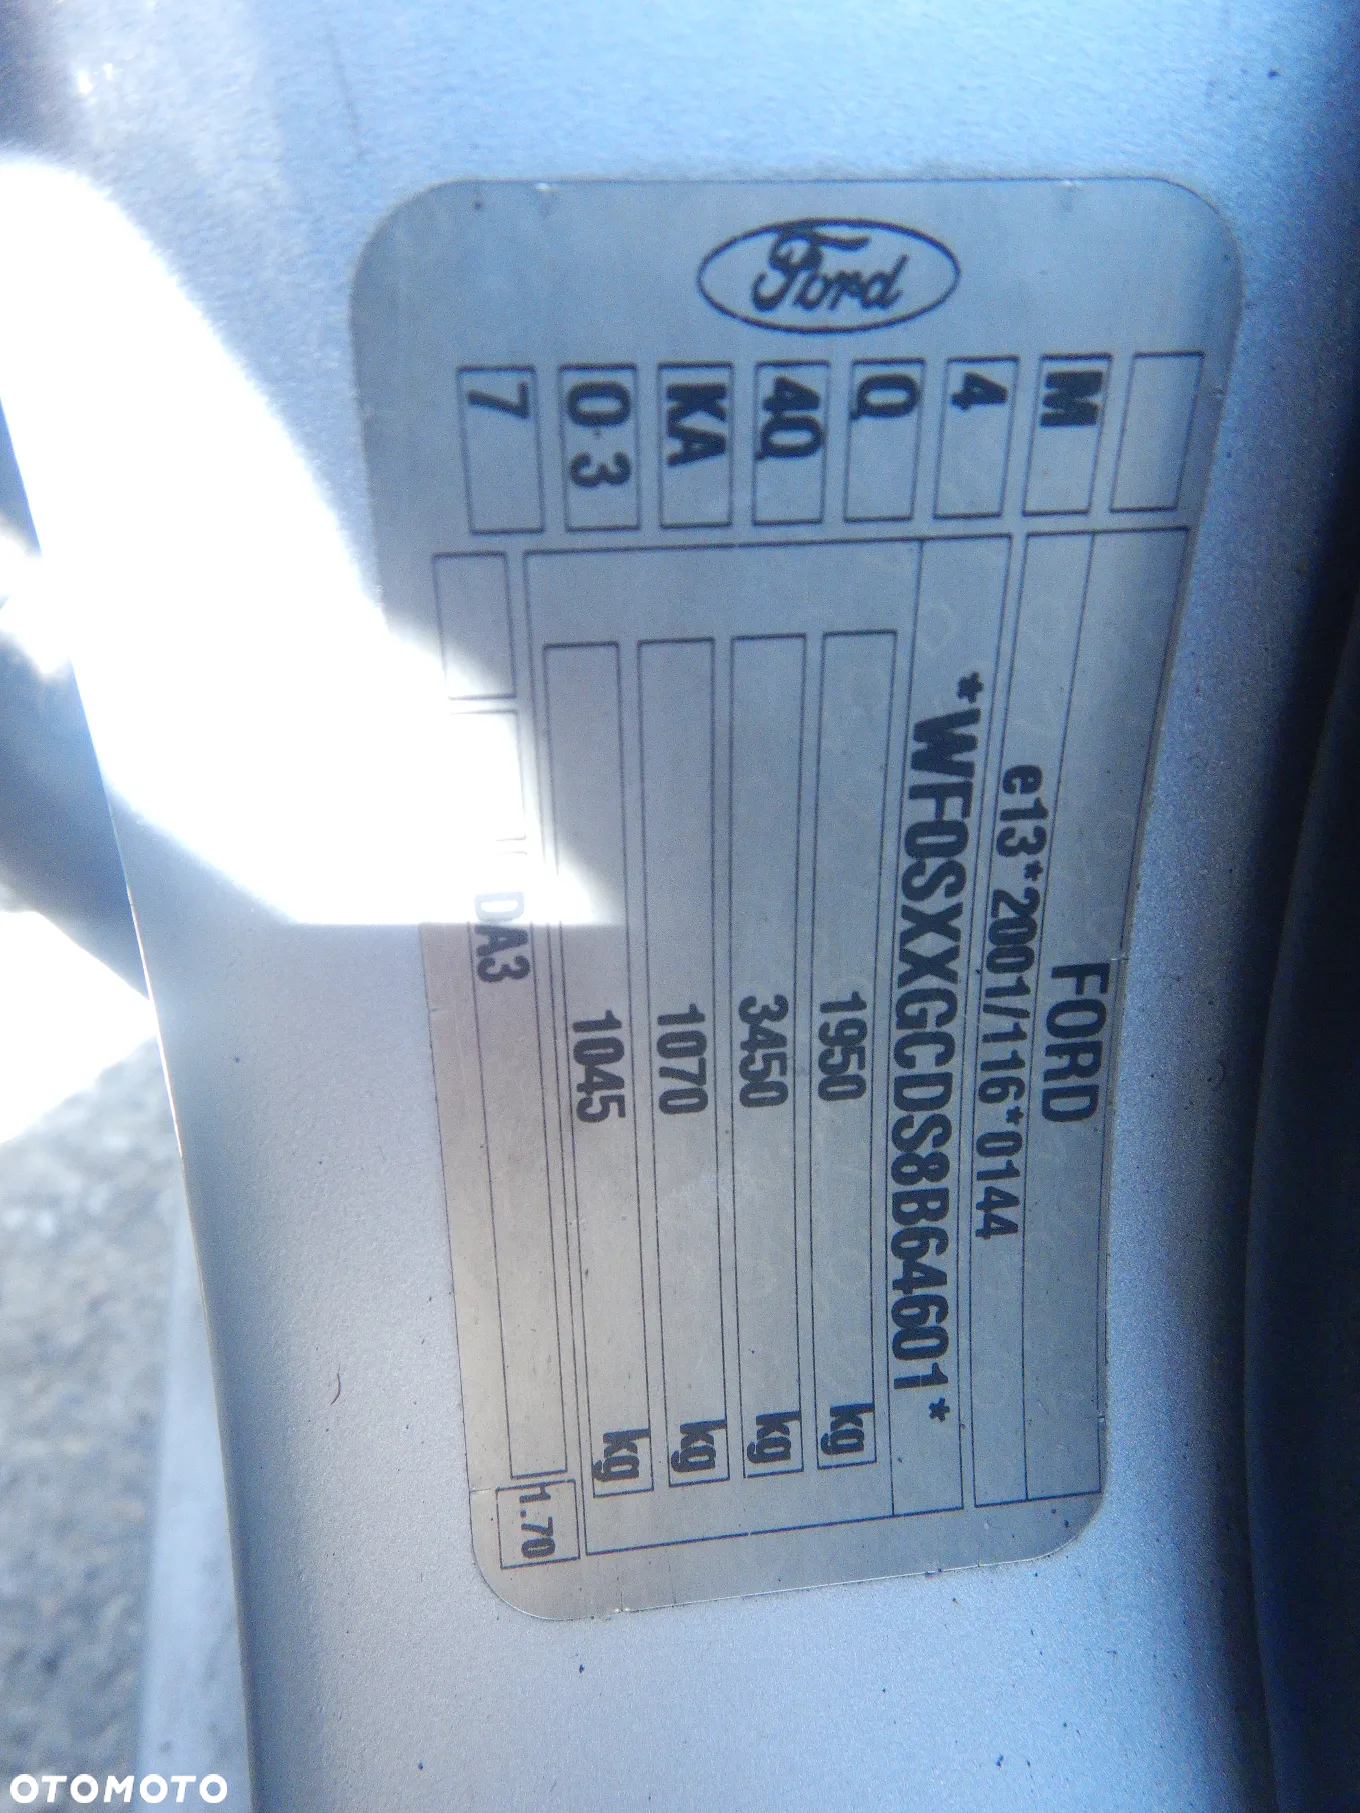 Ford
M
4
Q
4Q
KA
O·3
7
FORD
e13*2001/116*0144
*WF0SXXGCDS8B64601*
1950 kg
3450 kg
1070 kg
1045 kg
DA3
1.70
OTOMOTO